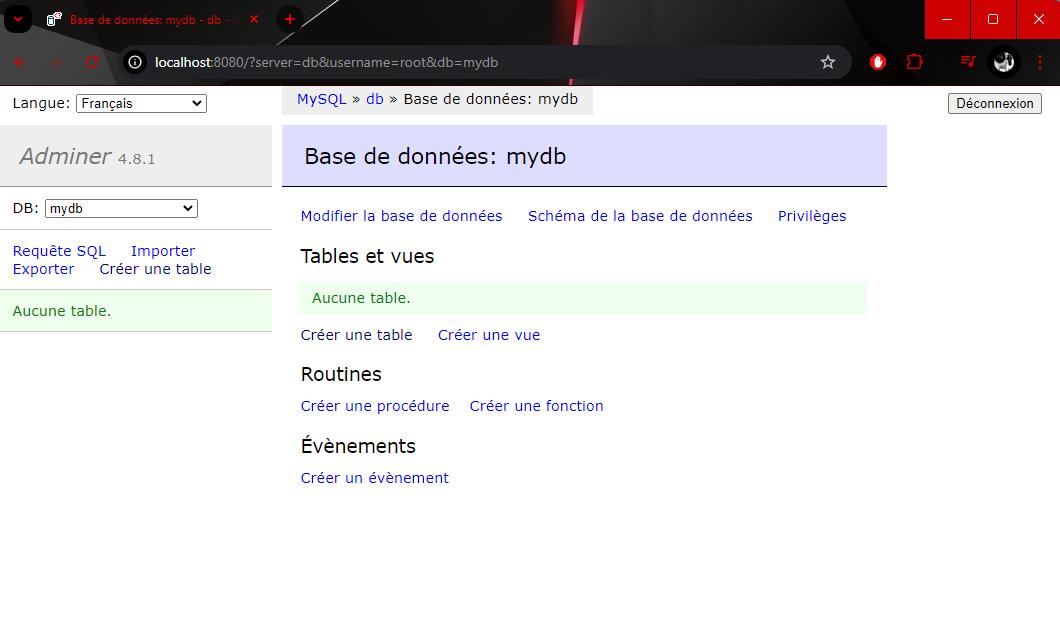 Base de données: mydb - db -
localhost:8080/?server=db&username=root&db=mydb
Langue: Français
MySQL » db » Base de données: mydb
Déconnexion
Adminer 4.8.1
Base de données: mydb
DB: mydb
Modifier la base de données Schéma de la base de données Privilèges
Requête SQL Importer
Exporter Créer une table
Tables et vues
Aucune table.
Aucune table.
Créer une table Créer une vue
Routines
Créer une procédure Créer une fonction
Évènements
Créer un évènement